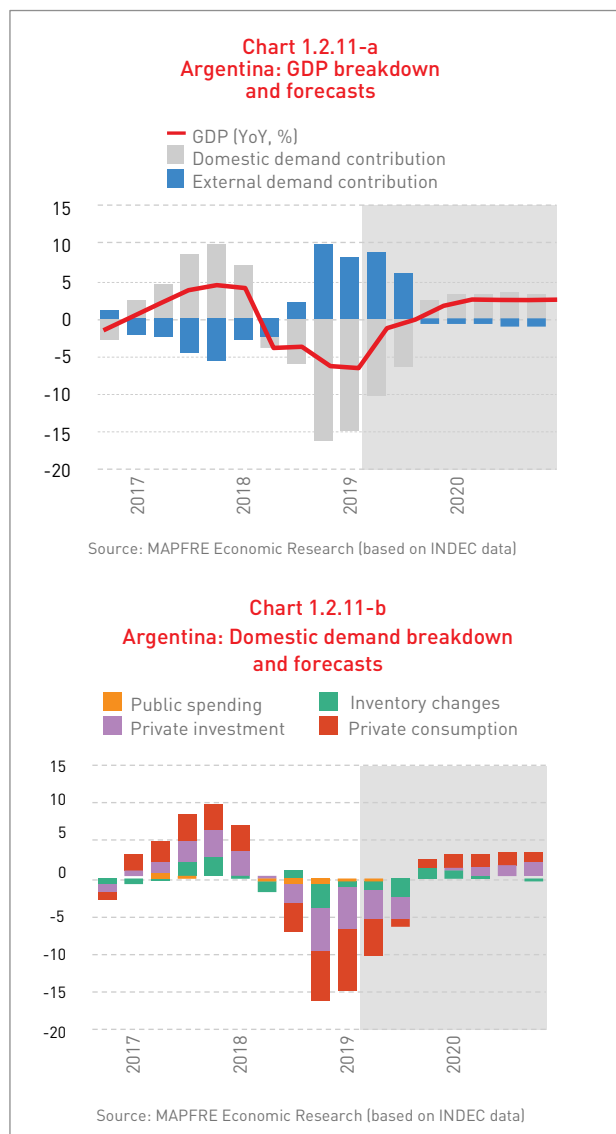 Chart 1.2.11-a
Argentina: GDP breakdown
and forecasts
GDP (YoY, %)
Domestic demand contribution
External demand contribution
15
10
5
0
-5
-10
-15
-20
2017
2018
2019
2020
Source: MAPFRE Economic Research (based on INDEC data)
Chart 1.2.11-b
Argentina: Domestic demand breakdown
and forecasts
Public spending
Inventory changes
Private investment
Private consumption
15
10
5
0
-5
-10
-15
-20
2017
2018
2019
2020
Source: MAPFRE Economic Research (based on INDEC data)